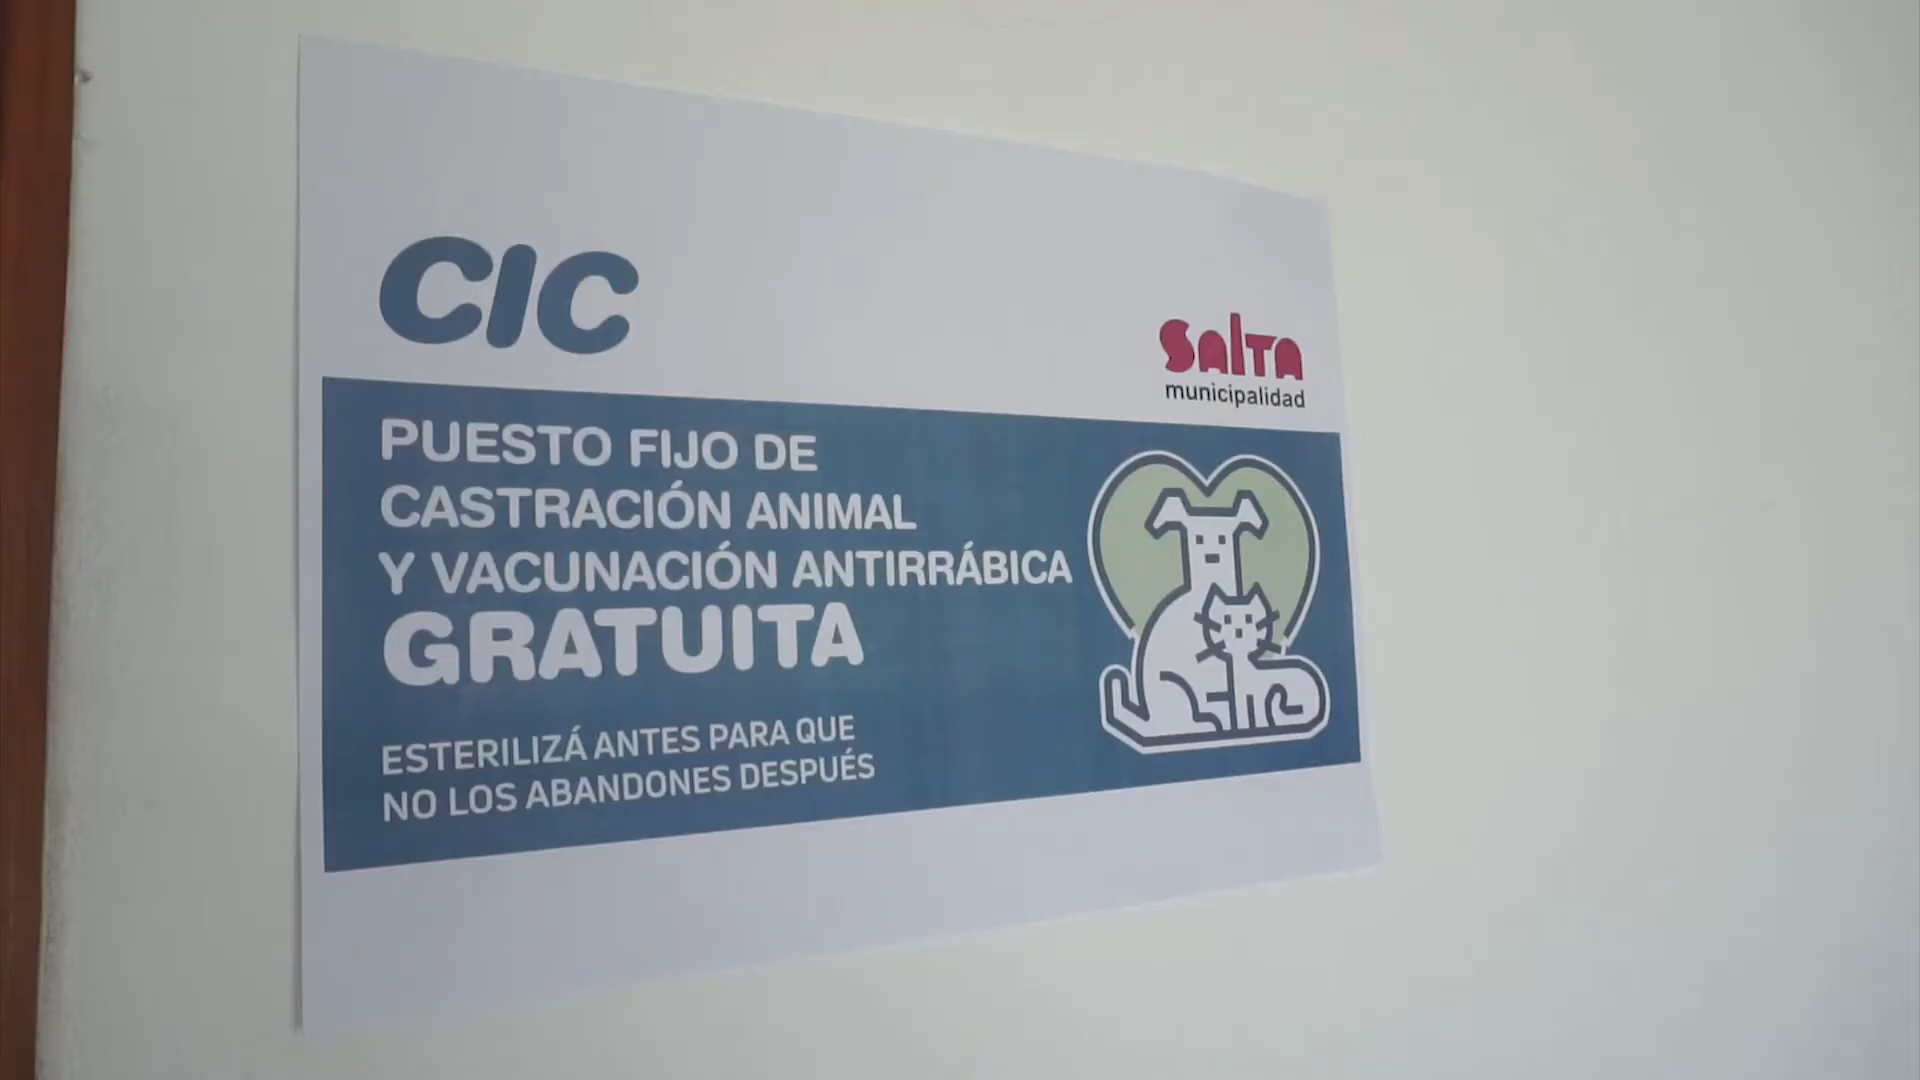 CIC
SALTA
municipalidad
PUESTO FIJO DE
CASTRACIÓN ANIMAL
Y VACUNACIÓN ANTIRRÁBICA
GRATUITA
ESTERILIZÁ ANTES PARA QUE
NO LOS ABANDONES DESPUÉS